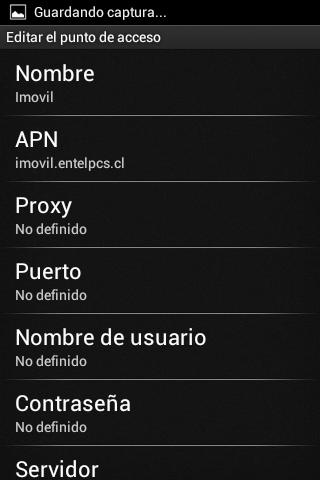 Guardando captura...
Editar el punto de acceso
Nombre
Imovil
APN
imovil.entelpcs.cl
Proxy
No definido
Puerto
No definido
Nombre de usuario
No definido
Contraseña
No definido
Servidor